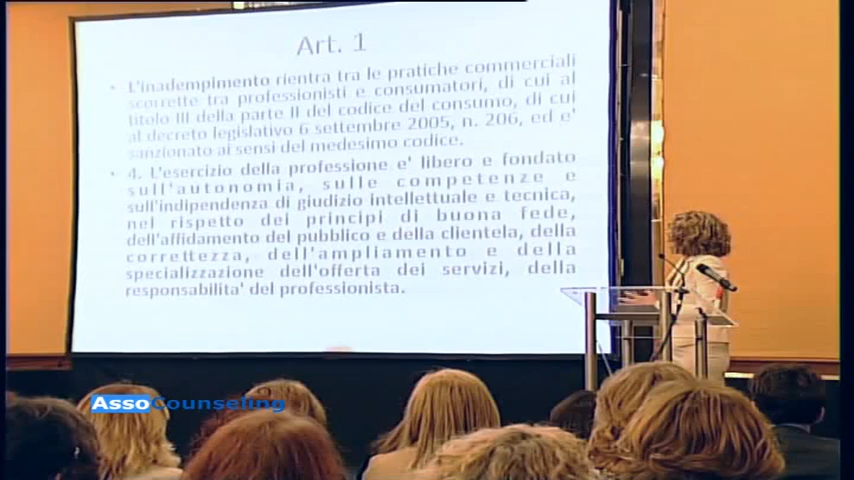 Art. 1
• L'inadempimento rientra tra le pratiche commerciali
scorrette tra professionisti e consumatori, di cui al
titolo III della parte II del codice del consumo, di cui
al decreto legislativo 6 settembre 2005, n. 206, ed e'
sanzionato ai sensi del medesimo codice.
• 4. L'esercizio della professione e' libero e fondato
sull'autonomia, sulle competenze e
sull'indipendenza di giudizio intellettuale e tecnica,
nel rispetto dei principi di buona fede,
dell'affidamento del pubblico e della clientela, della
correttezza, dell'ampliamento e della
specializzazione dell'offerta dei servizi, della
responsabilita' del professionista.
AssoCounseling